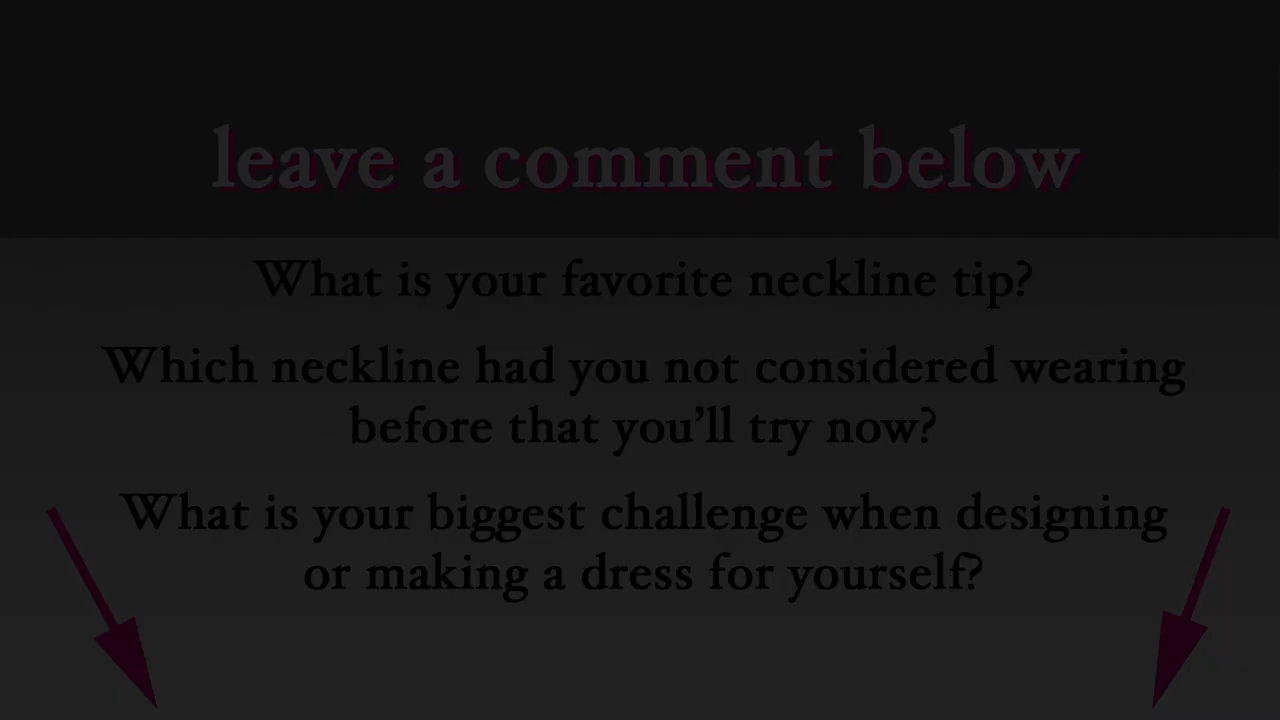 leave a comment below
What is your favorite neckline tip?
Which neckline had you not considered wearing
before that you’ll try now?
What is your biggest challenge when designing
or making a dress for yourself?